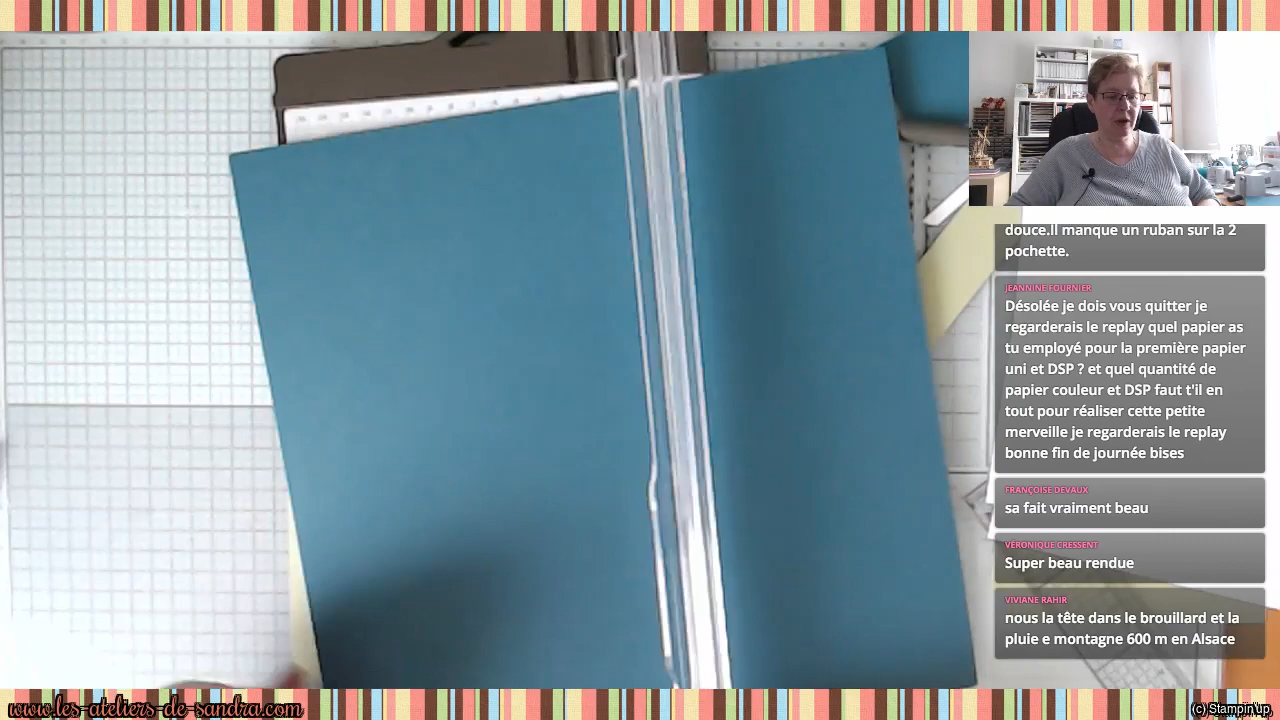 douce.Il manque un ruban sur la 2
pochette.
JEANNINE FOURNIER
Désolée je dois vous quitter je
regarderais le replay quel papier as
tu employé pour la première papier
uni et DSP ? et quel quantité de
papier couleur et DSP faut t'il en
tout pour réaliser cette petite
merveille je regarderais le replay
bonne fin de journée bises
FRANÇOISE DEVAUX
sa fait vraiment beau
VÉRONIQUE CRESSENT
Super beau rendue
VIVIANE RAHIR
nous la tête dans le brouillard et la
pluie e montagne 600 m en Alsace
www.les-ateliers-de-sandra.com
(c) Stampin'up